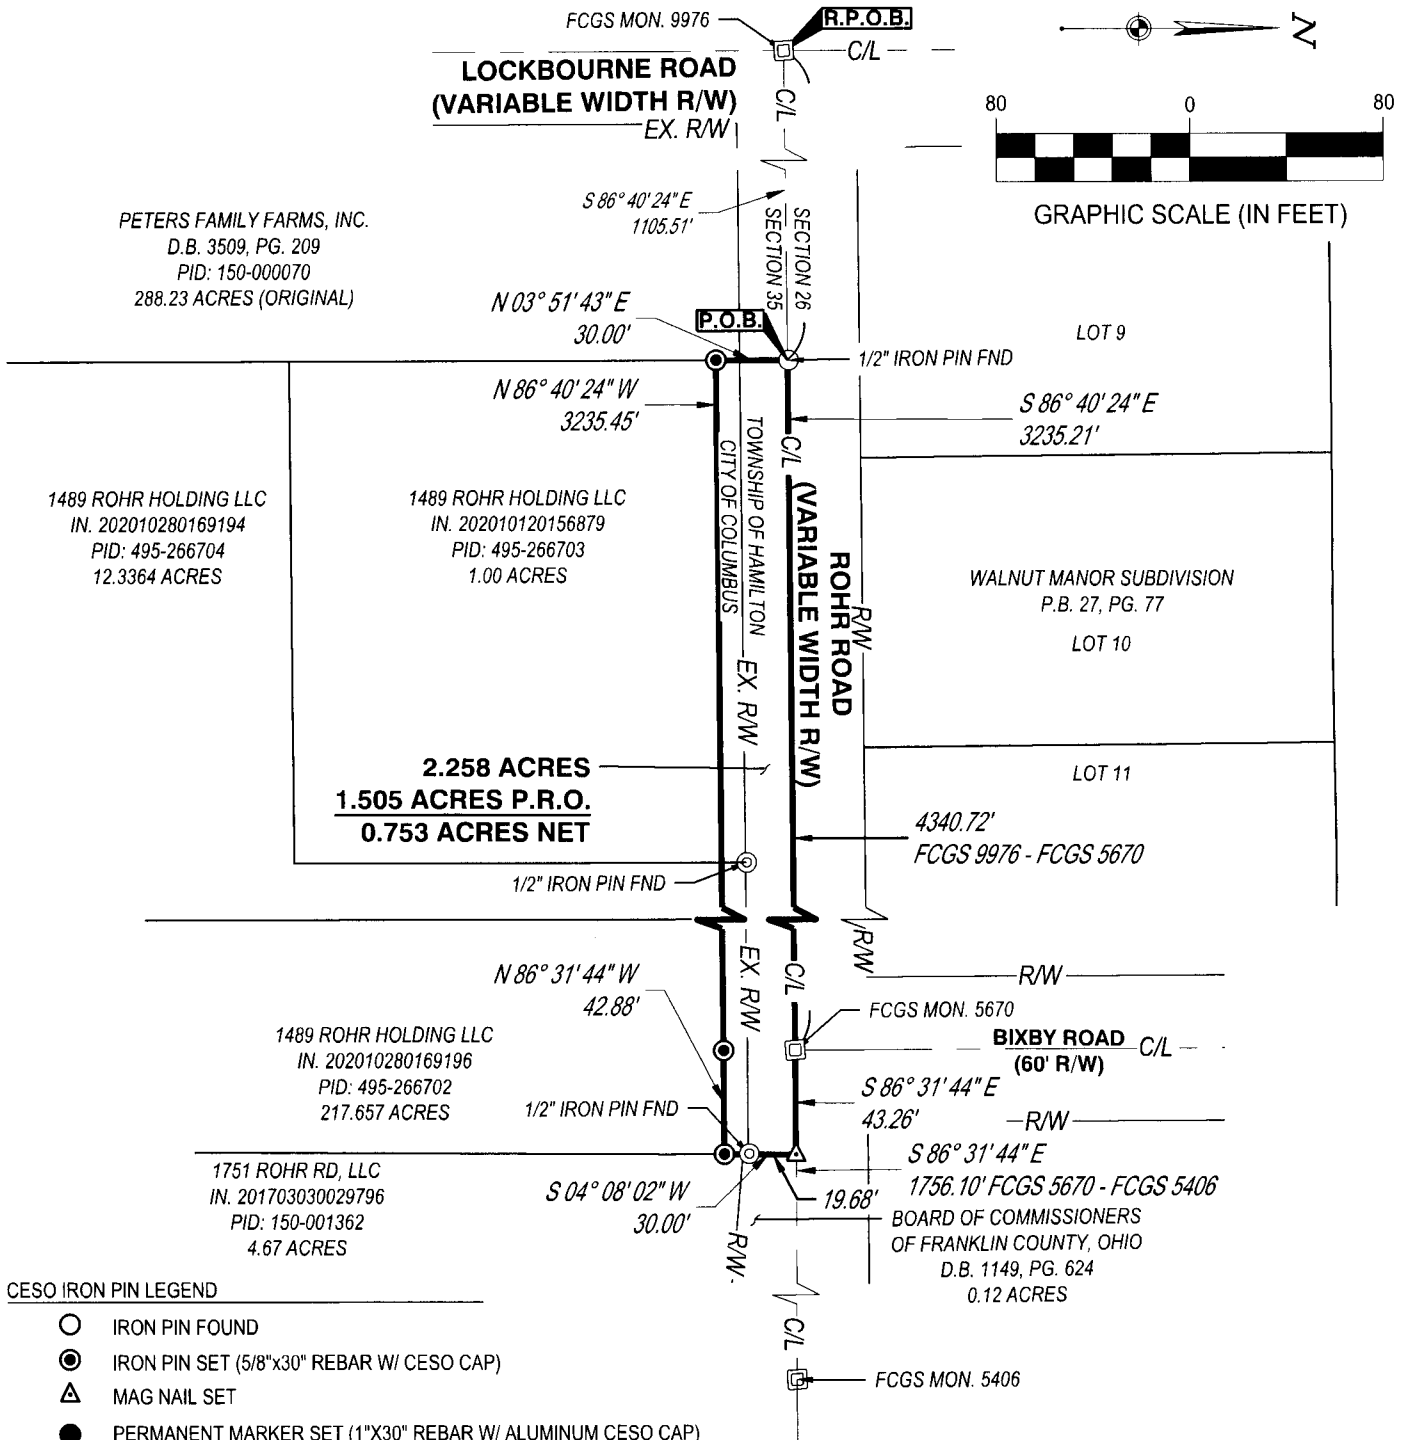 FCGS MON. 9976
R.P.O.B.
C/L
N
LOCKBOURNE ROAD
(VARIABLE WIDTH R/W)
EX. R/W
C/L
80 0 80
GRAPHIC SCALE (IN FEET)
S 86° 40' 24" E
1105.51'
SECTION 26
SECTION 35
PETERS FAMILY FARMS, INC.
D.B. 3509, PG. 209
PID: 150-000070
288.23 ACRES (ORIGINAL)
N 03° 51' 43" E
30.00'
P.O.B.
1/2" IRON PIN FND
LOT 9
N 86° 40' 24" W
3235.45'
S 86° 40' 24" E
3235.21'
C/L
TOWNSHIP OF HAMILTON
CITY OF COLUMBUS
1489 ROHR HOLDING LLC
IN. 202010280169194
PID: 495-266704
12.3364 ACRES
1489 ROHR HOLDING LLC
IN. 202010120156879
PID: 495-266703
1.00 ACRES
ROHR ROAD
(VARIABLE WIDTH R/W)
R/W
EX. R/W
WALNUT MANOR SUBDIVISION
P.B. 27, PG. 77
LOT 10
LOT 11
2.258 ACRES
1.505 ACRES P.R.O.
0.753 ACRES NET
4340.72'
FCGS 9976 - FCGS 5670
1/2" IRON PIN FND
R/W
R/W
EX. R/W
C/L
N 86° 31' 44" W
42.88'
FCGS MON. 5670
BIXBY ROAD
(60' R/W)
C/L
1489 ROHR HOLDING LLC
IN. 202010280169196
PID: 495-266702
217.657 ACRES
1/2" IRON PIN FND
S 86° 31' 44" E
43.26'
R/W
S 86° 31' 44" E
1756.10' FCGS 5670 - FCGS 5406
1751 ROHR RD, LLC
IN. 201703030029796
PID: 150-001362
4.67 ACRES
S 04° 08' 02" W
30.00'
19.68'
R/W
BOARD OF COMMISSIONERS
OF FRANKLIN COUNTY, OHIO
D.B. 1149, PG. 624
0.12 ACRES
C/L
FCGS MON. 5406
CESO IRON PIN LEGEND
IRON PIN FOUND
IRON PIN SET (5/8"x30" REBAR W/ CESO CAP)
MAG NAIL SET
PERMANENT MARKER SET (1"X30" REBAR W/ ALUMINUM CESO CAP)